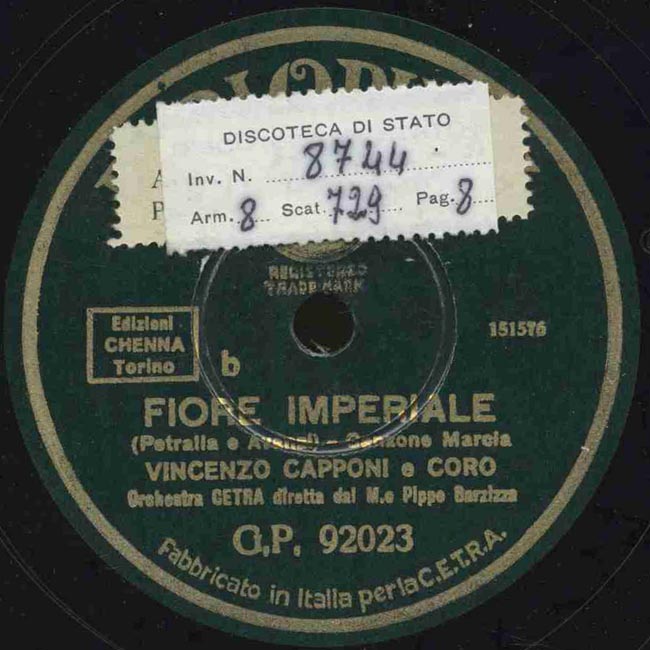 DISCOTECA DI STATO
Inv. N. 8744
Arm. 8 Scat. 729 Pag. 8
REGISTERED
TRADE MARK
Edizioni
CHENNA
Torino
151576
b
FIORE IMPERIALE
(Petralia e - Canzone Marcia
VINCENZO CAPPONI e CORO
Orchestra CETRA diretta dal M.o Pippo Barzizza
G.P. 92023
Fabbricato in Italia per la C.E.T.R.A.